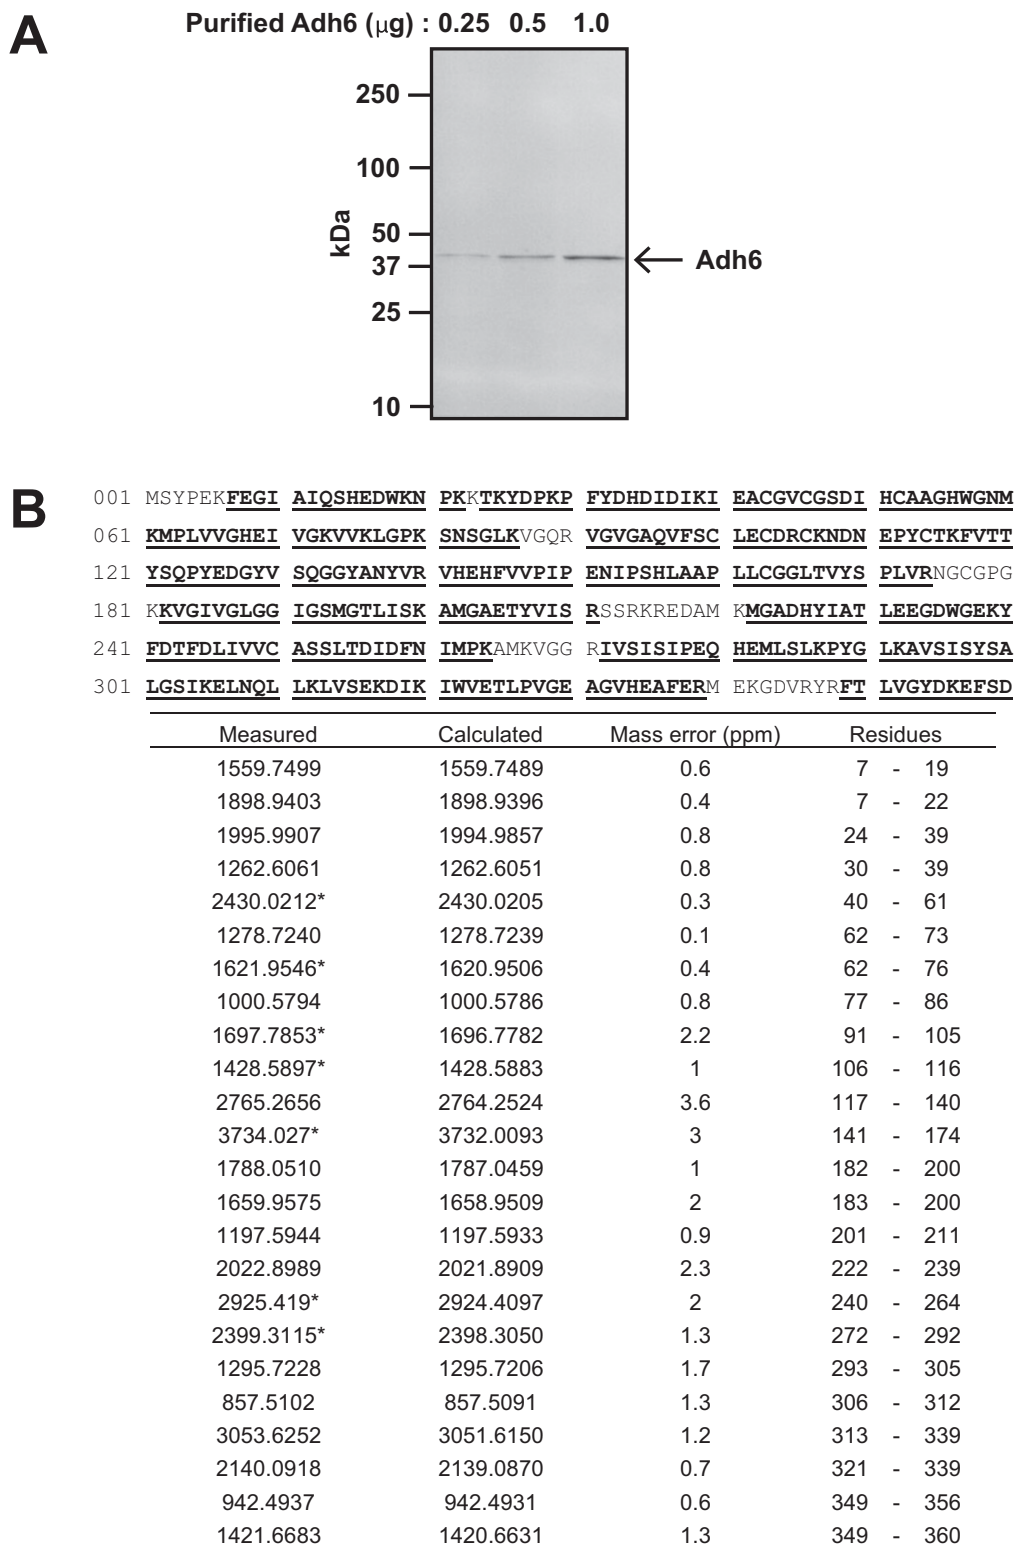 A
Purified Adh6 (μg) : 0.25 0.5 1.0
250
100
50
37
25
10
kDa
Adh6
B
001 MSYPEKFEGI AIQSHEDWKN PKKTKYDPKP FYDHDIDIKI EACGVCGSDI HCAAGHWGNM
061 KMPLVVGHEI VGKVVKLGPK SNSGLKVGQR VGVGAQVFSC LECDRCKNDN EPYCTKFVTT
121 YSQPYEDGYV SQGGYANYVR VHEHFVVPIP ENIPSHLAAP LLCGGLTVYS PLVRNGCGPG
181 KKVGIVGLGG IGSMGTLISK AMGAETYVIS RSSRKREDAM KMGADHYIAT LEEGDWGEKY
241 FDTFDLIVVC ASSLTDIDFN IMPKAMKVGG RIVSISIPEQ HEMLSLKPYG LKAVSISYSA
301 LGSIKELNQL LKLVSEKDIK IWVETLPVGE AGVHEAFERM EKGDVRYRFT LVGYDKEFSD
Measured Calculated Mass error (ppm) Residues
1559.7499 1559.7489 0.6 7 - 19
1898.9403 1898.9396 0.4 7 - 22
1995.9907 1994.9857 0.8 24 - 39
1262.6061 1262.6051 0.8 30 - 39
2430.0212* 2430.0205 0.3 40 - 61
1278.7240 1278.7239 0.1 62 - 73
1621.9546* 1620.9506 0.4 62 - 76
1000.5794 1000.5786 0.8 77 - 86
1697.7853* 1696.7782 2.2 91 - 105
1428.5897* 1428.5883 1 106 - 116
2765.2656 2764.2524 3.6 117 - 140
3734.027* 3732.0093 3 141 - 174
1788.0510 1787.0459 1 182 - 200
1659.9575 1658.9509 2 183 - 200
1197.5944 1197.5933 0.9 201 - 211
2022.8989 2021.8909 2.3 222 - 239
2925.419* 2924.4097 2 240 - 264
2399.3115* 2398.3050 1.3 272 - 292
1295.7228 1295.7206 1.7 293 - 305
857.5102 857.5091 1.3 306 - 312
3053.6252 3051.6150 1.2 313 - 339
2140.0918 2139.0870 0.7 321 - 339
942.4937 942.4931 0.6 349 - 356
1421.6683 1420.6631 1.3 349 - 360